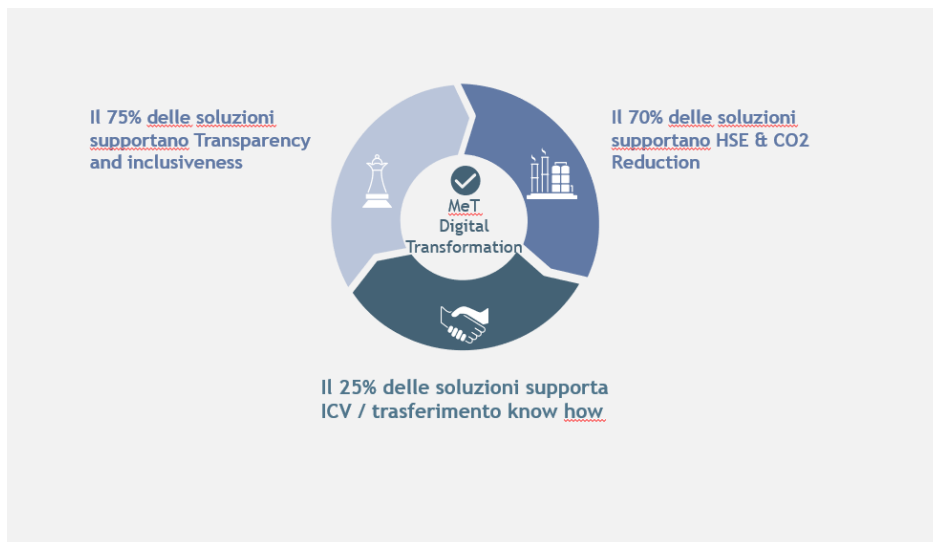 Il 75% delle soluzioni
supportano Transparency
and inclusiveness
Il 70% delle soluzioni
supportano HSE & CO2
Reduction
MeT
Digital
Transformation
Il 25% delle soluzioni supporta
ICV / trasferimento know how